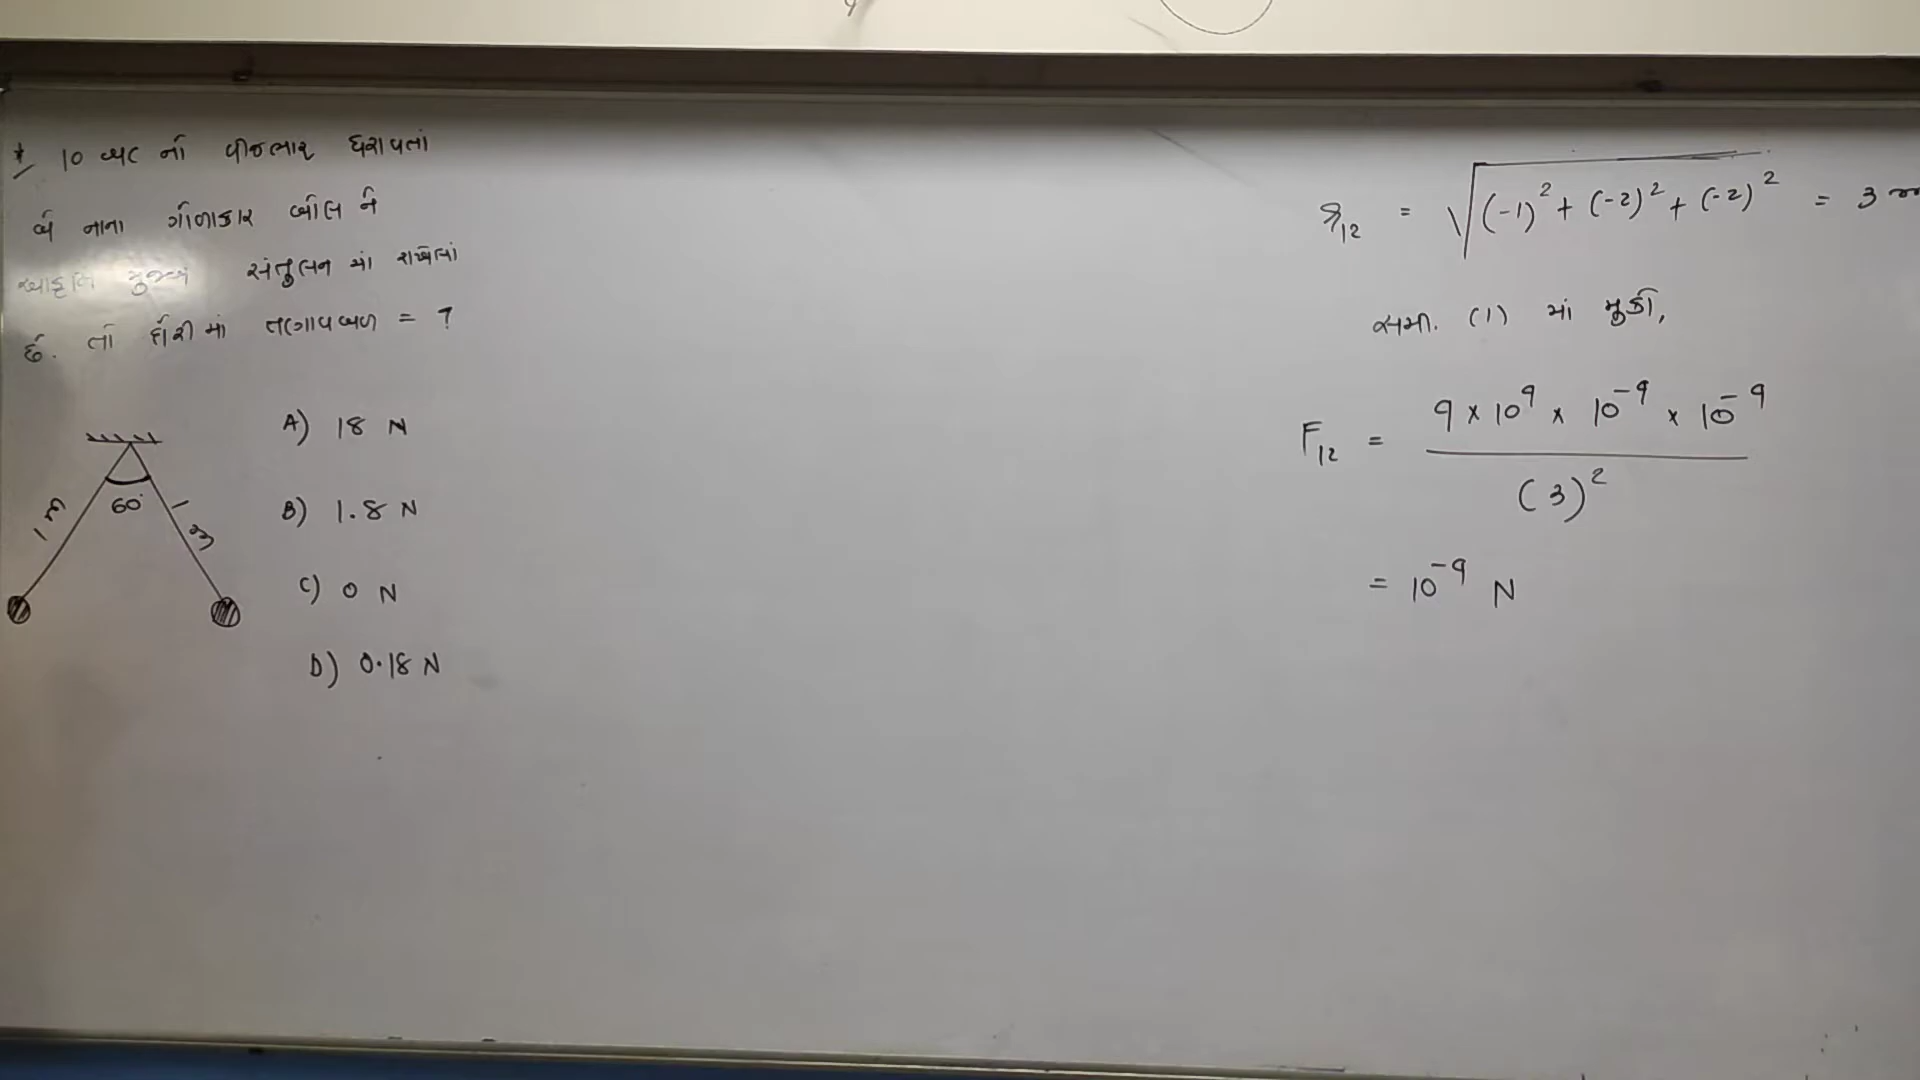 * 10 μC નો વીજભાર ધરાવતાં
બે નાના ગોળાકાર બોલ ને
આકૃતિ મુજબ સંતુલન માં રાખેલાં
છે. તો દોરી માં તણાવબળ = ?
A) 18 N
B) 1.8 N
C) 0 N
D) 0.18 N
60°
1 m
1 m
r₁₂ = √(-1)² + (-2)² + (-2)² = 3 m
સમી. (1) માં મૂકો,
F₁₂ = 9 × 10⁹ × 10⁻⁹ × 10⁻⁹
(3)²
= 10⁻⁹ N